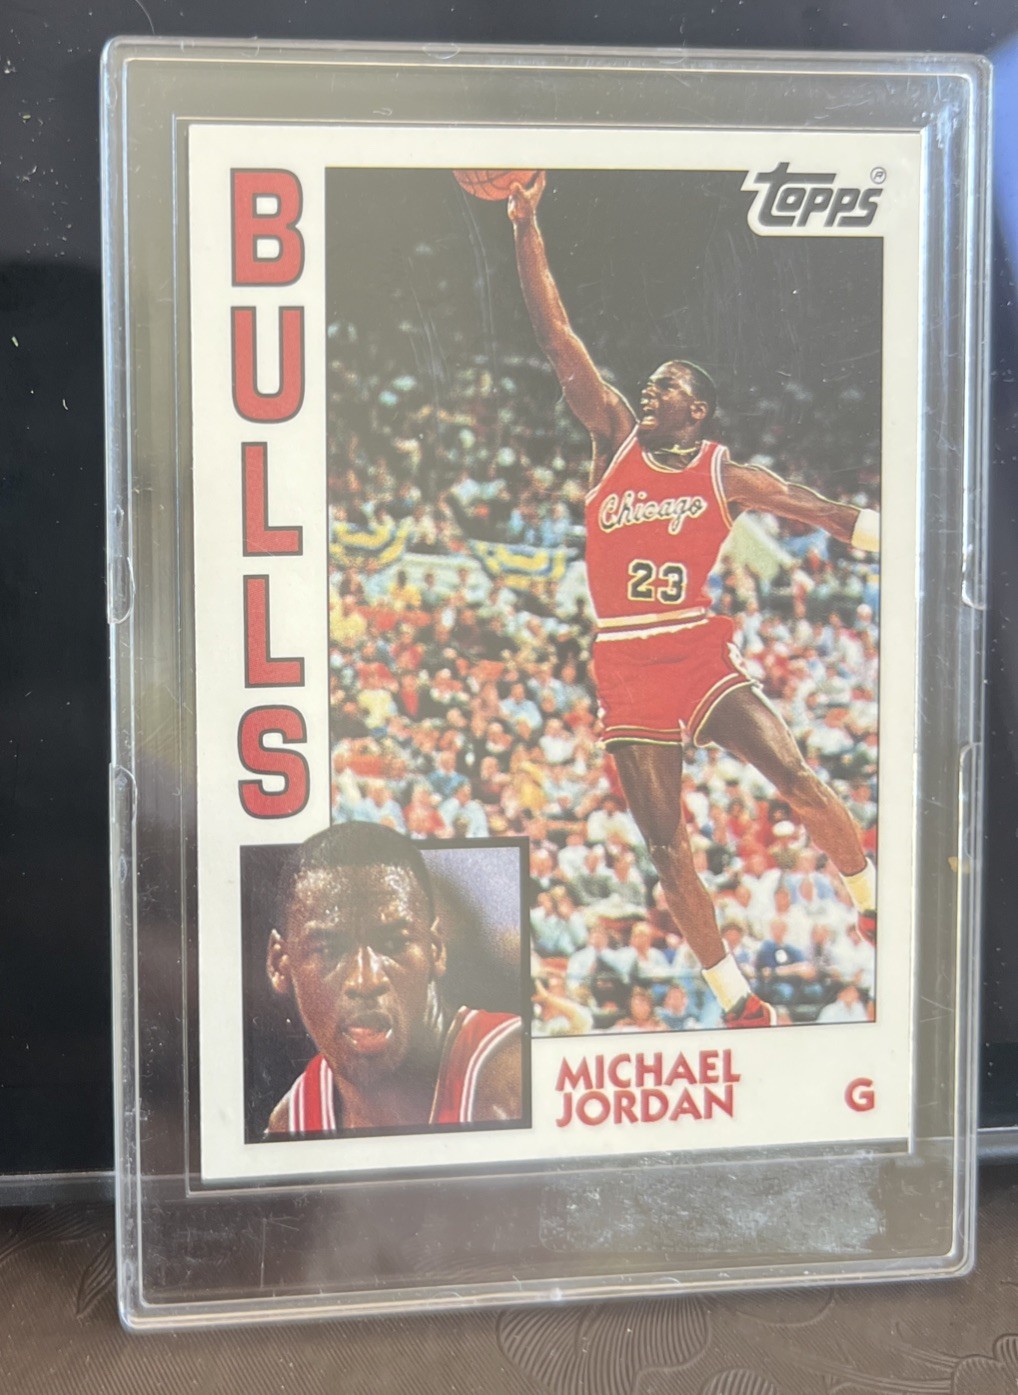 BULLS
Topps®
Chicago
23
MICHAEL
JORDAN
G